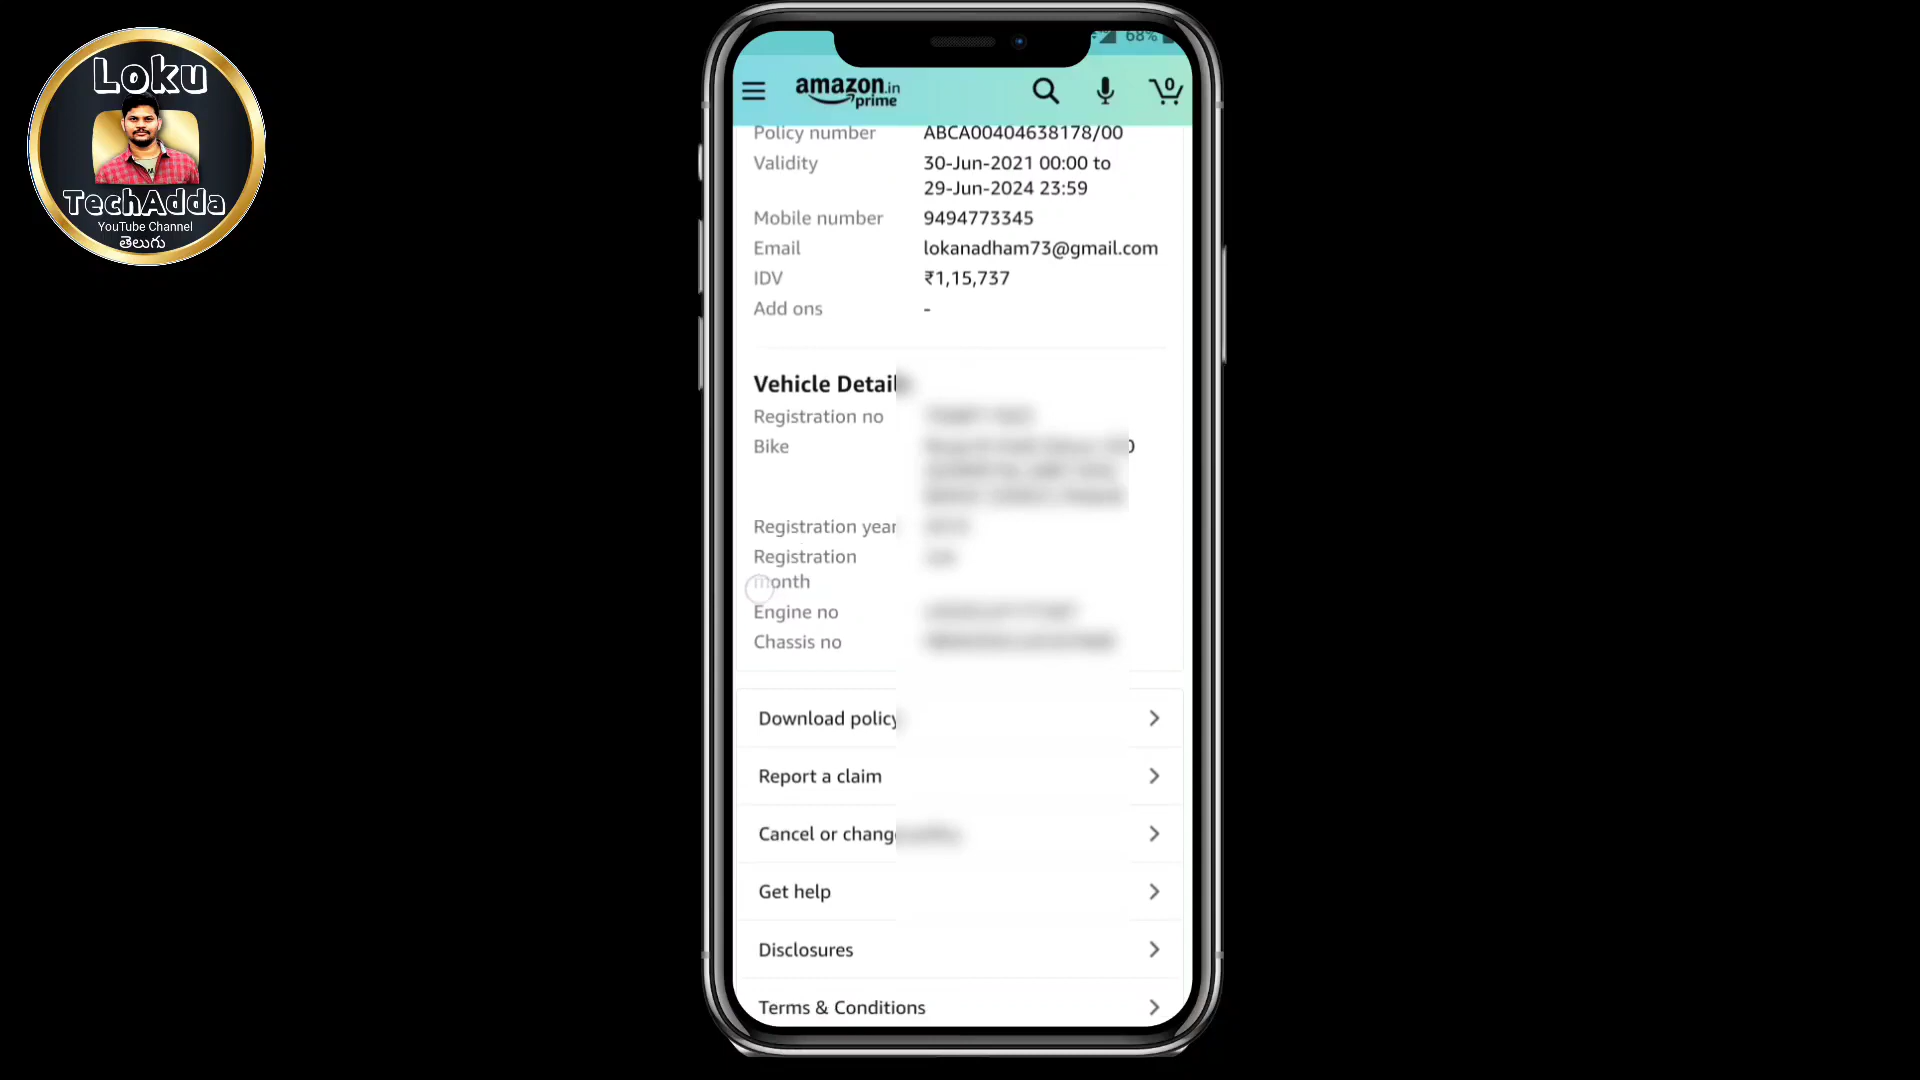 Loku
TechAdda
YouTube Channel
తెలుగు
68%
amazon.in
prime
0
Policy number ABCA00404638178/00
Validity 30-Jun-2021 00:00 to
29-Jun-2024 23:59
Mobile number 9494773345
Email lokanadham73@gmail.com
IDV ₹1,15,737
Add ons -
Vehicle Detail
Registration no
Bike
Registration year
Registration
month
Engine no
Chassis no
Download policy
Report a claim
Cancel or change
Get help
Disclosures
Terms & Conditions